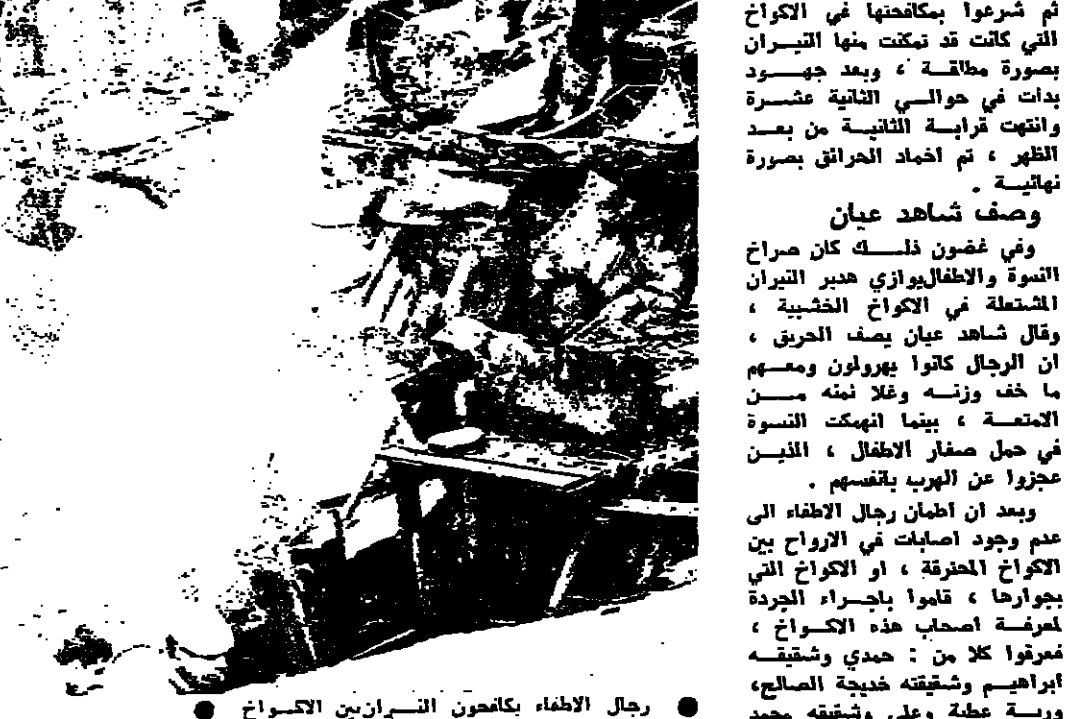 ثم شرعوا بمكافحتها في الاكواخ
التي كانت قد تمكنت منها النيران
بصورة مطلقة ، وبعد جهود
بدأت في حوالي الثانية عشرة
وانتهت قرابة الثانية من بعد
الظهر ، تم اخماد الحرائق بصورة
نهائية .
وصف شاهد عيان
وفي غضون ذلك كان صراخ
النسوة والاطفال يوازي هدير النيران
المشتعلة في الاكواخ الخشبية ،
وقال شاهد عيان يصف الحريق ،
ان الرجال كانوا يهرولون ومعهم
ما خف وزنه وغلا ثمنه من
الامتعة ، بينما انهمكت النسوة
في حمل صغار الاطفال ، الذين
عجزوا عن الهرب بانفسهم .
وبعد ان اطمأن رجال الاطفاء الى
عدم وجود اصابات في الارواح بين
الاكواخ المحترقة ، او الاكواخ التي
بجوارها ، قاموا باجراء الجردة
لمعرفة اصحاب هذه الاكواخ ،
فعرفوا كلا من : حمدي وشقيقه
ابراهيم وشقيقته خديجة الصالح،
وربة عطية وعلي وشقيقه محمد
● رجال الاطفاء يكافحون النيران بين الاكواخ ●